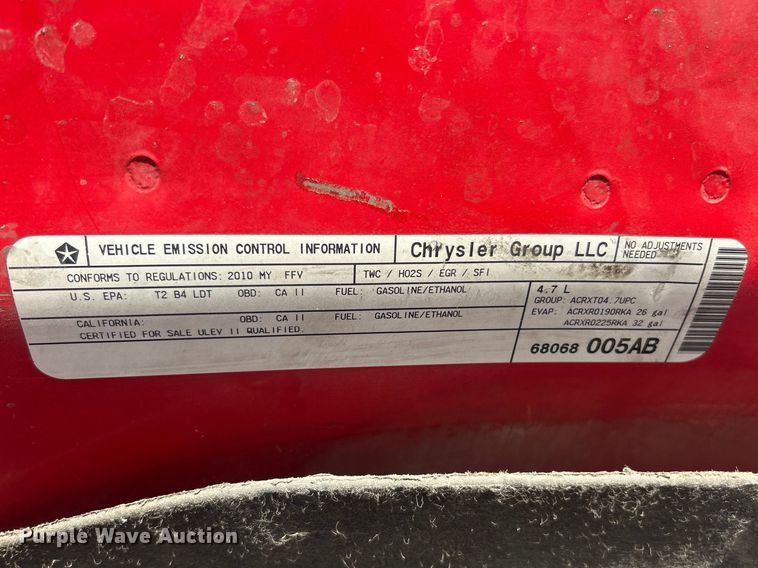 VEHICLE EMISSION CONTROL INFORMATION
Chrysler Group LLC
NO ADJUSTMENTS
NEEDED
CONFORMS TO REGULATIONS: 2010 MY FFV
TWC / HO2S / EGR / SFI
U.S. EPA: T2 B4 LDT OBD: CA II FUEL: GASOLINE/ETHANOL
CALIFORNIA: OBD: CA II FUEL: GASOLINE/ETHANOL
CERTIFIED FOR SALE ULEV II QUALIFIED.
4.7 L
GROUP: ACRXT04.7UPC
EVAP: ACRXR0190RKA 26 gal
ACRXR0225RKA 32 gal
68068 005AB
Purple Wave Auction